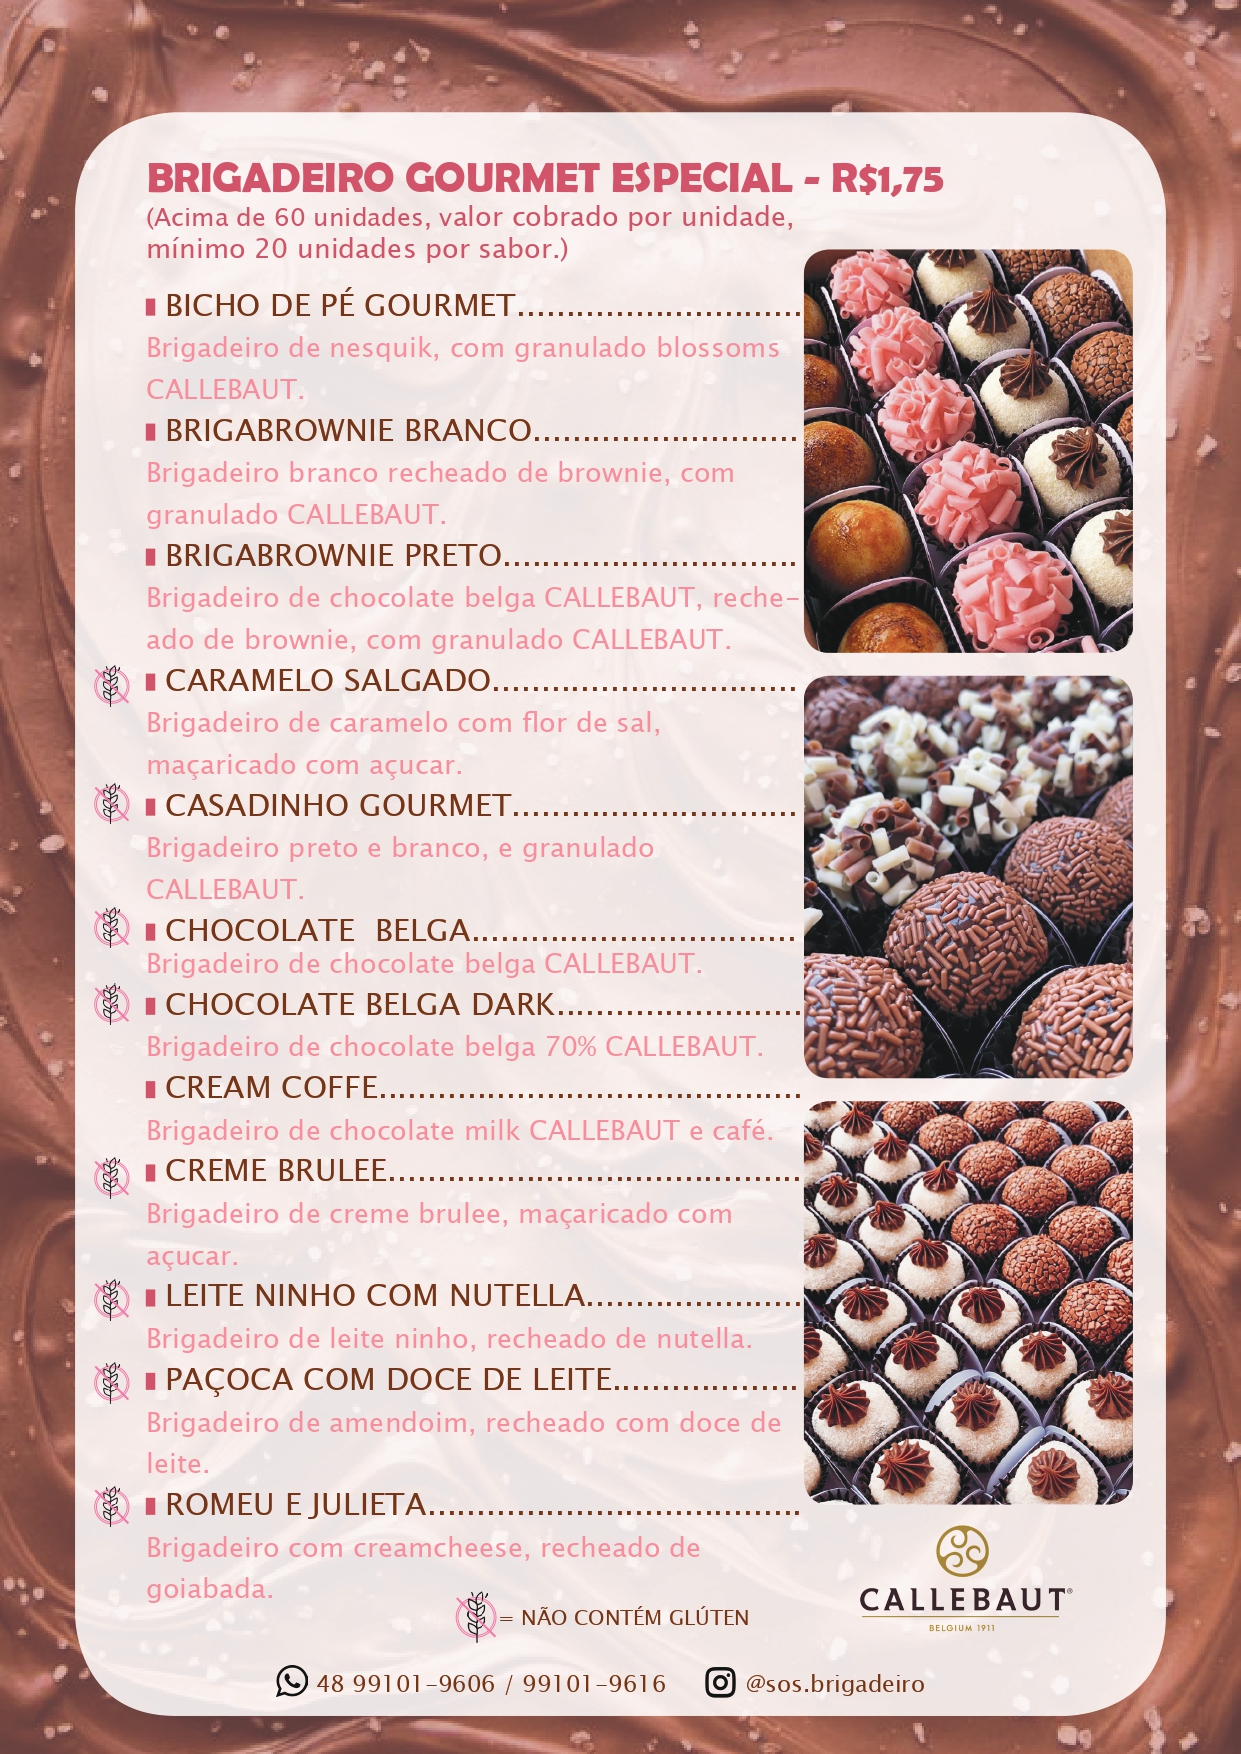 BRIGADEIRO GOURMET ESPECIAL - R$1,75
(Acima de 60 unidades, valor cobrado por unidade,
mínimo 20 unidades por sabor.)
BICHO DE PÉ GOURMET.............................
Brigadeiro de nesquik, com granulado blossoms
CALLEBAUT.
BRIGABROWNIE BRANCO...........................
Brigadeiro branco recheado de brownie, com
granulado CALLEBAUT.
BRIGABROWNIE PRETO..............................
Brigadeiro de chocolate belga CALLEBAUT, reche-
ado de brownie, com granulado CALLEBAUT.
CARAMELO SALGADO...............................
Brigadeiro de caramelo com flor de sal,
maçaricado com açucar.
CASADINHO GOURMET.............................
Brigadeiro preto e branco, e granulado
CALLEBAUT.
CHOCOLATE  BELGA.................................
Brigadeiro de chocolate belga CALLEBAUT.
CHOCOLATE BELGA DARK.........................
Brigadeiro de chocolate belga 70% CALLEBAUT.
CREAM COFFE...........................................
Brigadeiro de chocolate milk CALLEBAUT e café.
CREME BRULEE..........................................
Brigadeiro de creme brulee, maçaricado com
açucar.
LEITE NINHO COM NUTELLA......................
Brigadeiro de leite ninho, recheado de nutella.
PAÇOCA COM DOCE DE LEITE...................
Brigadeiro de amendoim, recheado com doce de
leite.
ROMEU E JULIETA......................................
Brigadeiro com creamcheese, recheado de
goiabada.
= NÃO CONTÉM GLÚTEN
CALLEBAUT®
BELGIUM 1911
48 99101-9606 / 99101-9616 @sos.brigadeiro